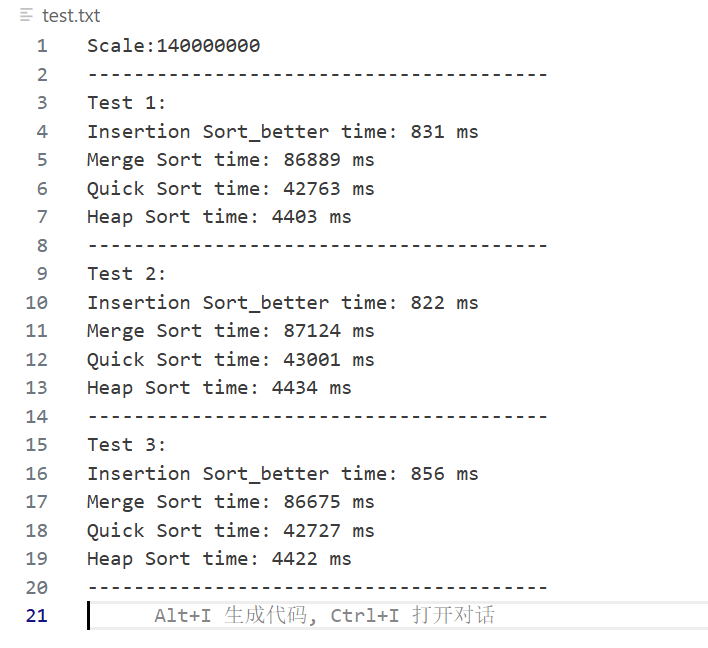 test.txt
1 Scale:140000000
2 ----------------------------------------
3 Test 1:
4 Insertion Sort_better time: 831 ms
5 Merge Sort time: 86889 ms
6 Quick Sort time: 42763 ms
7 Heap Sort time: 4403 ms
8 ----------------------------------------
9 Test 2:
10 Insertion Sort_better time: 822 ms
11 Merge Sort time: 87124 ms
12 Quick Sort time: 43001 ms
13 Heap Sort time: 4434 ms
14 ----------------------------------------
15 Test 3:
16 Insertion Sort_better time: 856 ms
17 Merge Sort time: 86675 ms
18 Quick Sort time: 42727 ms
19 Heap Sort time: 4422 ms
20 ----------------------------------------
21 Alt+I 生成代码, Ctrl+I 打开对话